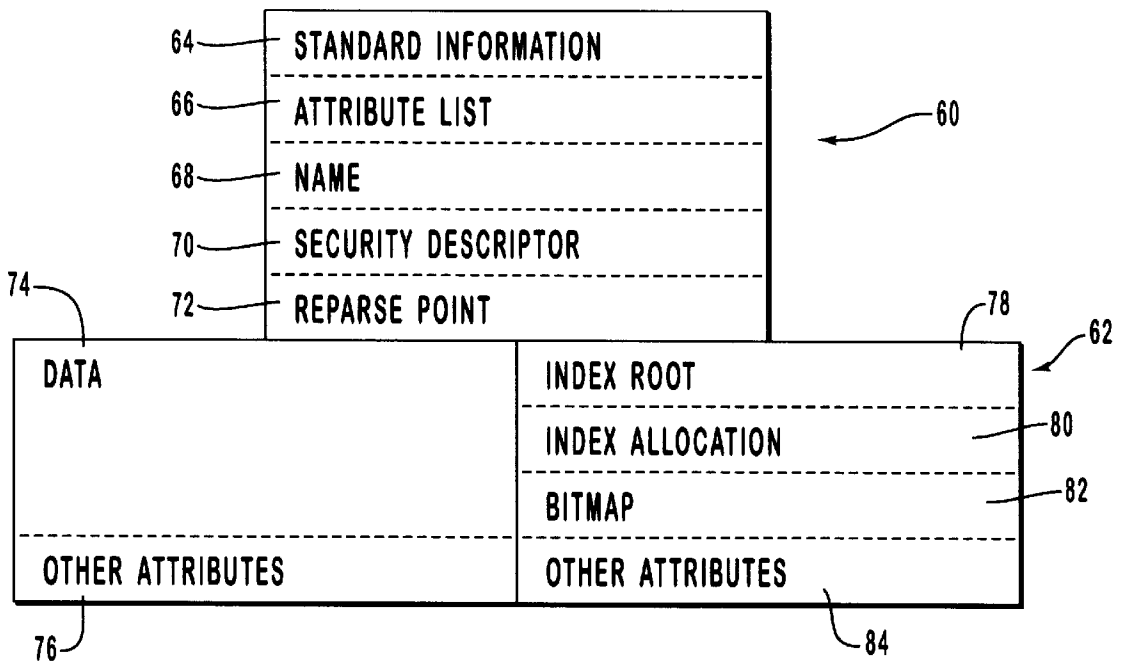 64 STANDARD INFORMATION
66 ATTRIBUTE LIST
60
68 NAME
70 SECURITY DESCRIPTOR
74
72 REPARSE POINT
78
62
DATA
INDEX ROOT
INDEX ALLOCATION 80
BITMAP 82
OTHER ATTRIBUTES
OTHER ATTRIBUTES
76
84